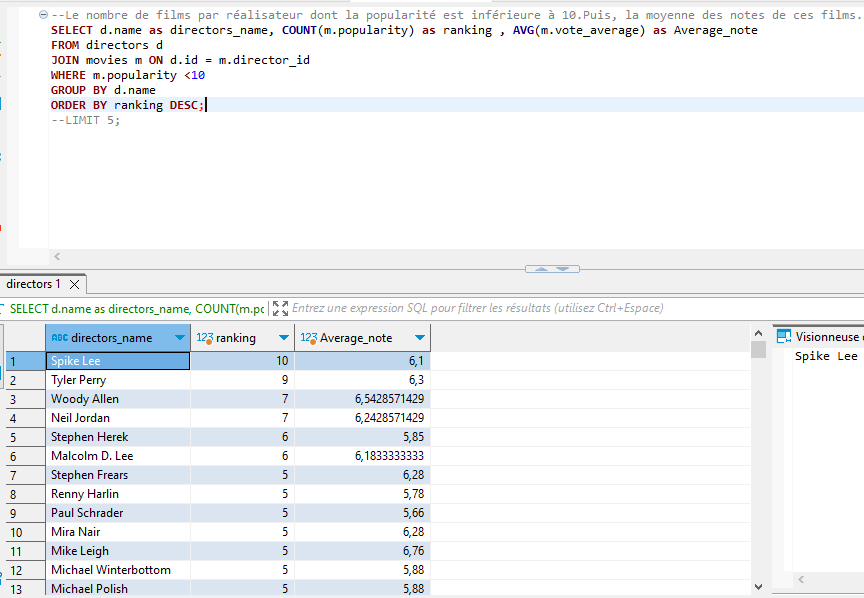 --Le nombre de films par réalisateur dont la popularité est inférieure à 10.Puis, la moyenne des notes de ces films.
SELECT d.name as directors_name, COUNT(m.popularity) as ranking , AVG(m.vote_average) as Average_note
FROM directors d
JOIN movies m ON d.id = m.director_id
WHERE m.popularity <10
GROUP BY d.name
ORDER BY ranking DESC;
--LIMIT 5;
directors 1
SELECT d.name as directors_name, COUNT(m.pc
Entrez une expression SQL pour filtrer les résultats (utilisez Ctrl+Espace)
ABC directors_name 123 ranking 123 Average_note
Visionneuse
1 Spike Lee 10 6,1
Spike Lee
2 Tyler Perry 9 6,3
3 Woody Allen 7 6,5428571429
4 Neil Jordan 7 6,2428571429
5 Stephen Herek 6 5,85
6 Malcolm D. Lee 6 6,1833333333
7 Stephen Frears 5 6,28
8 Renny Harlin 5 5,78
9 Paul Schrader 5 5,66
10 Mira Nair 5 6,28
11 Mike Leigh 5 6,76
12 Michael Winterbottom 5 5,88
13 Michael Polish 5 5,88